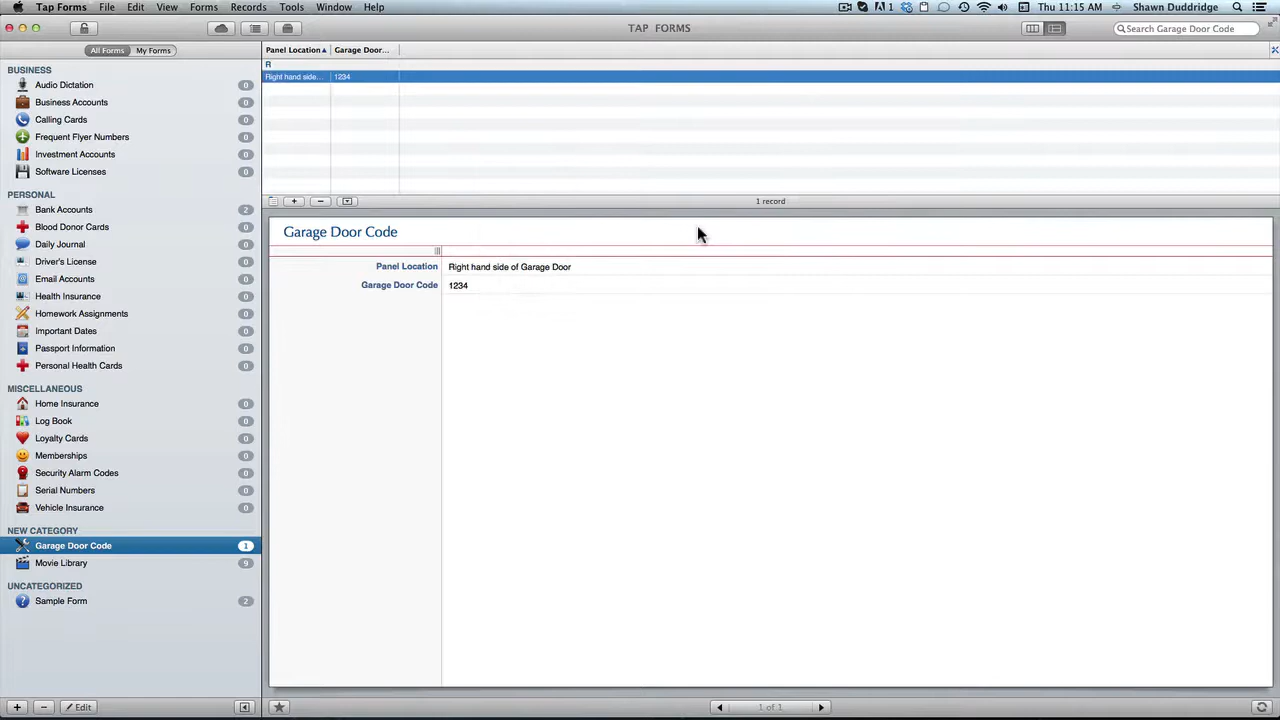 Tap Forms File Edit View Forms Records Tools Window Help 1 Thu 11:15 AM Shawn Duddridge
TAP FORMS
Search Garage Door Code
All Forms My Forms
Panel Location Garage Door...
R
Right hand side... 1234
1 record
BUSINESS
Audio Dictation 0
Business Accounts 0
Calling Cards 0
Frequent Flyer Numbers 0
Investment Accounts 0
Software Licenses 0
PERSONAL
Bank Accounts 2
Blood Donor Cards 0
Daily Journal 0
Driver's License 0
Email Accounts 0
Health Insurance 0
Homework Assignments 0
Important Dates 0
Passport Information 0
Personal Health Cards 0
MISCELLANEOUS
Home Insurance 0
Log Book 0
Loyalty Cards 0
Memberships 0
Security Alarm Codes 0
Serial Numbers 0
Vehicle Insurance 0
NEW CATEGORY
Garage Door Code 1
Movie Library 9
UNCATEGORIZED
Sample Form 2
Edit
Garage Door Code
Panel Location Right hand side of Garage Door
Garage Door Code 1234
1 of 1